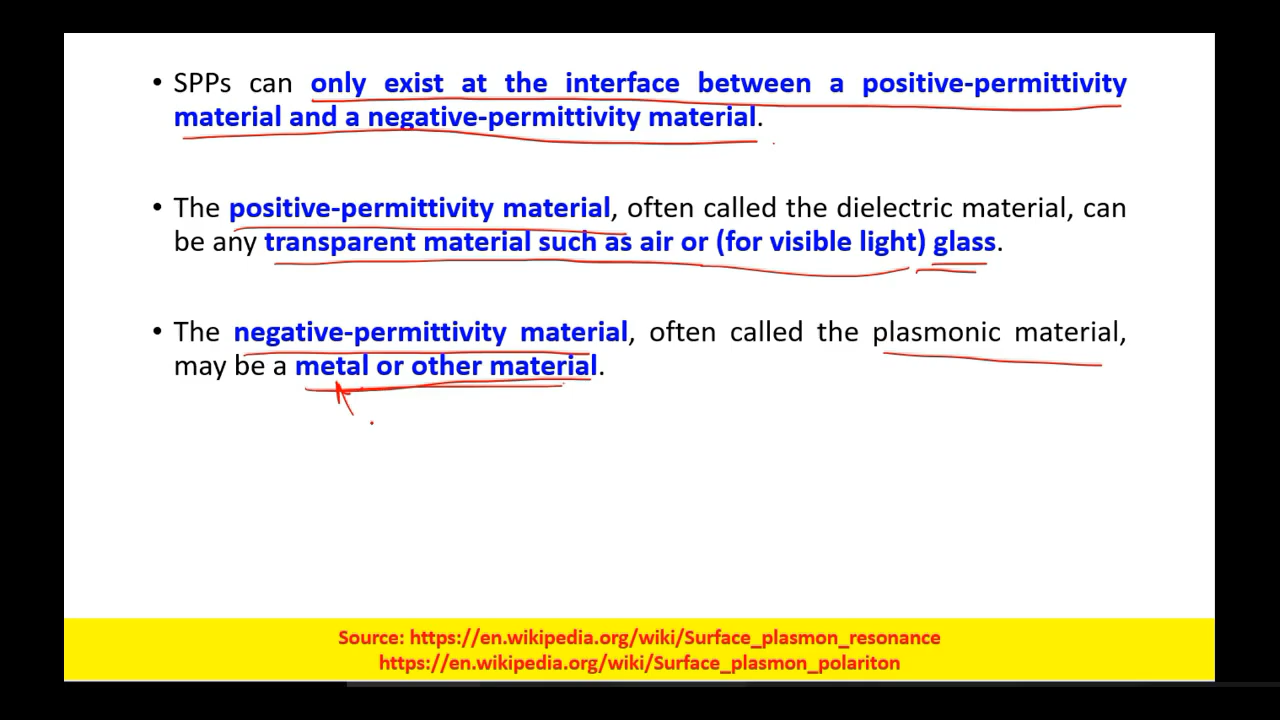 • SPPs can only exist at the interface between a positive-permittivity
material and a negative-permittivity material.
• The positive-permittivity material, often called the dielectric material, can
be any transparent material such as air or (for visible light) glass.
• The negative-permittivity material, often called the plasmonic material,
may be a metal or other material.
Source: https://en.wikipedia.org/wiki/Surface_plasmon_resonance
https://en.wikipedia.org/wiki/Surface_plasmon_polariton